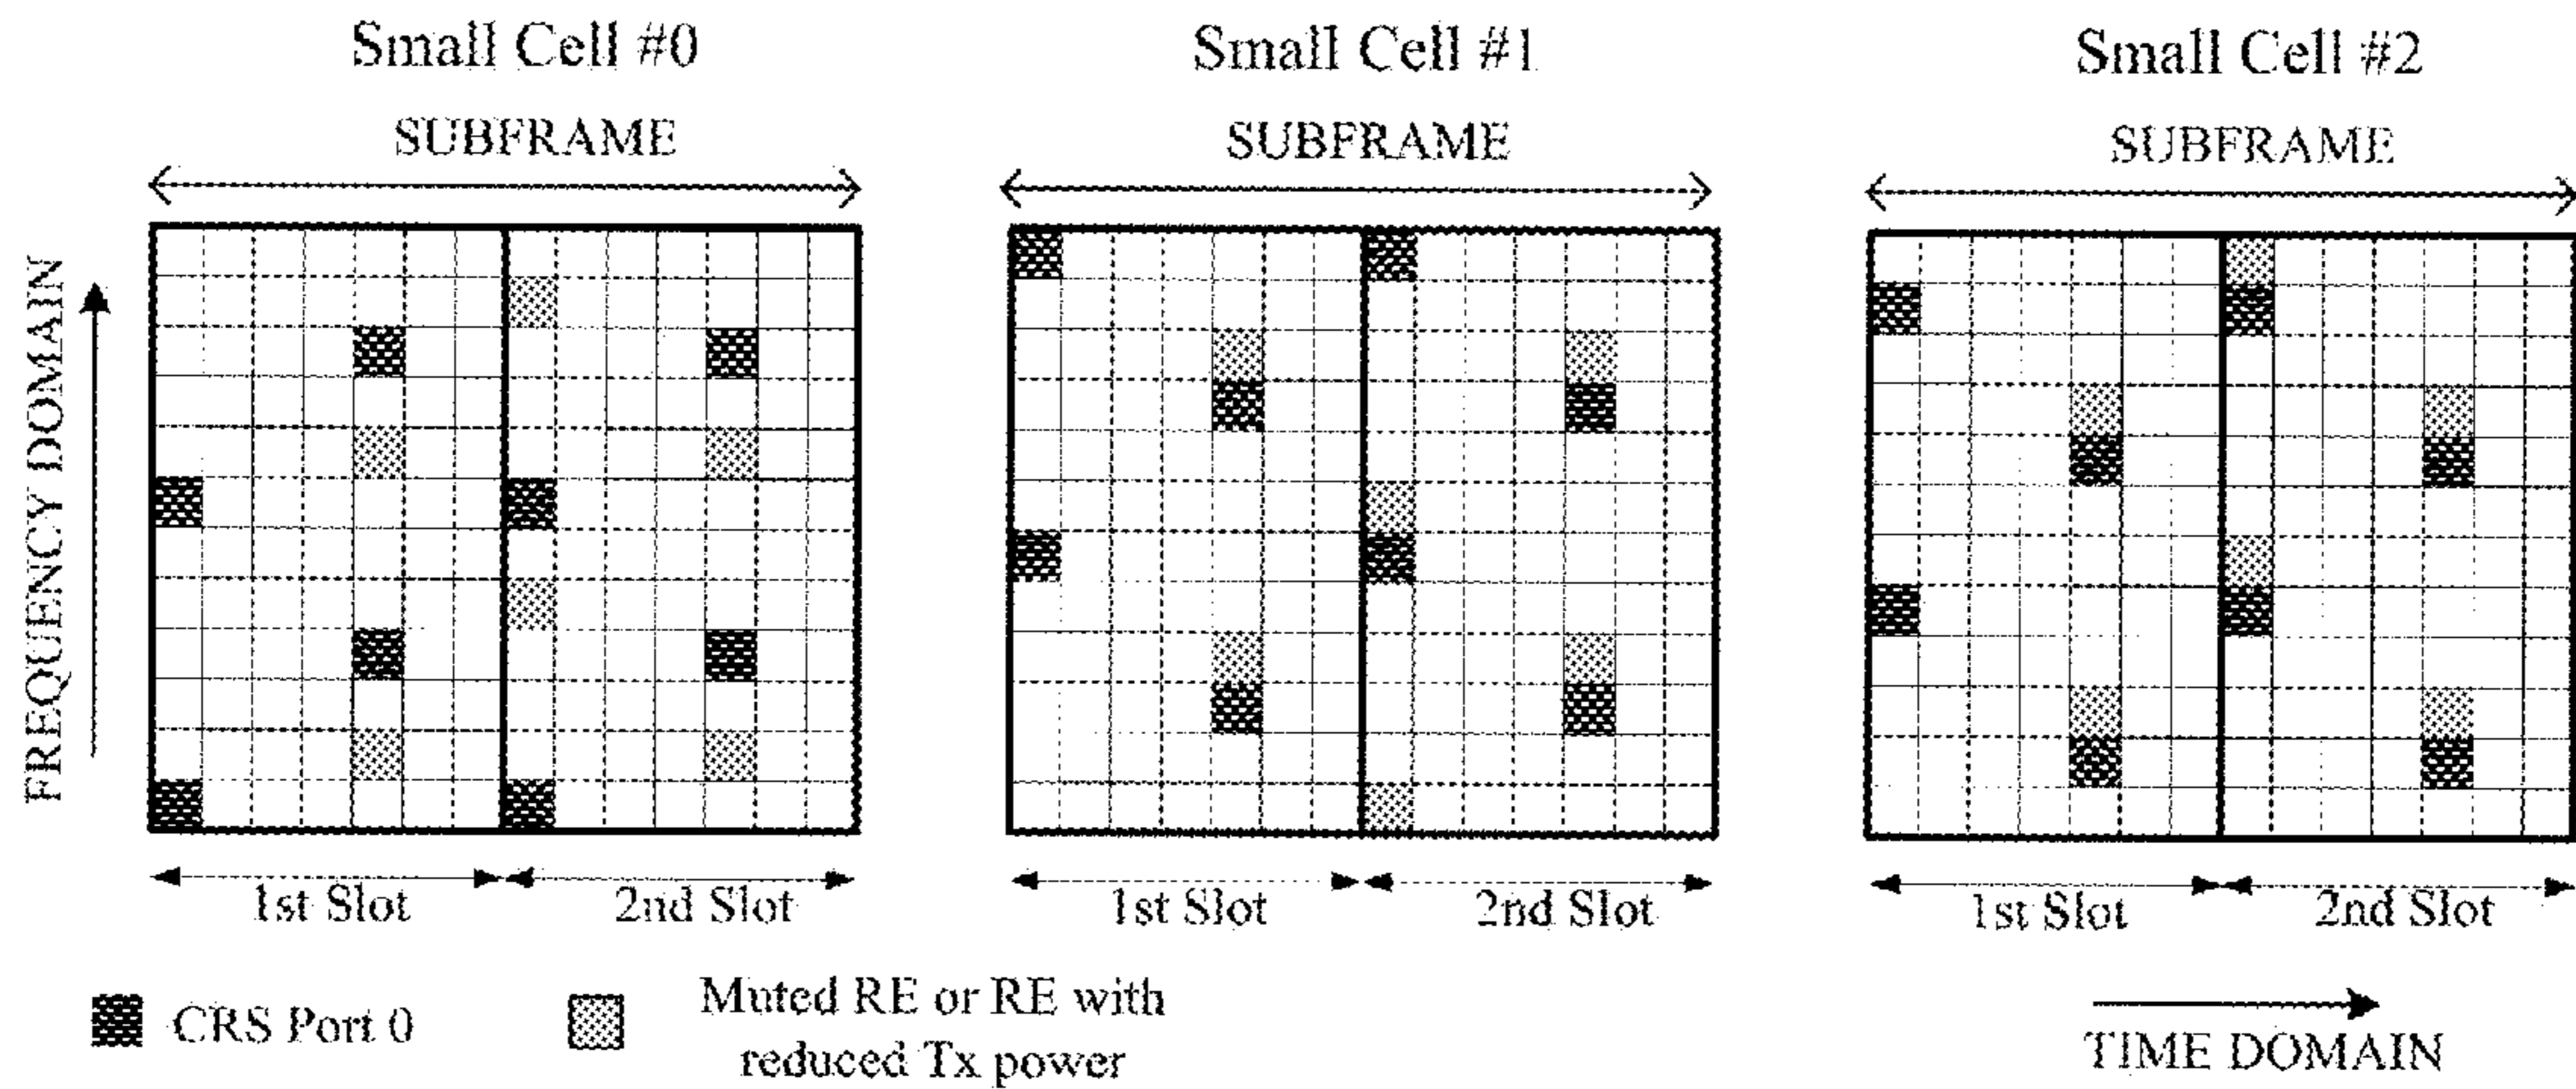 Small Cell #0
Small Cell #1
Small Cell #2
SUBFRAME
SUBFRAME
SUBFRAME
FREQUENCY DOMAIN
1st Slot
2nd Slot
1st Slot
2nd Slot
1st Slot
2nd Slot
CRS Port 0
Muted RE or RE with
reduced Tx power
TIME DOMAIN